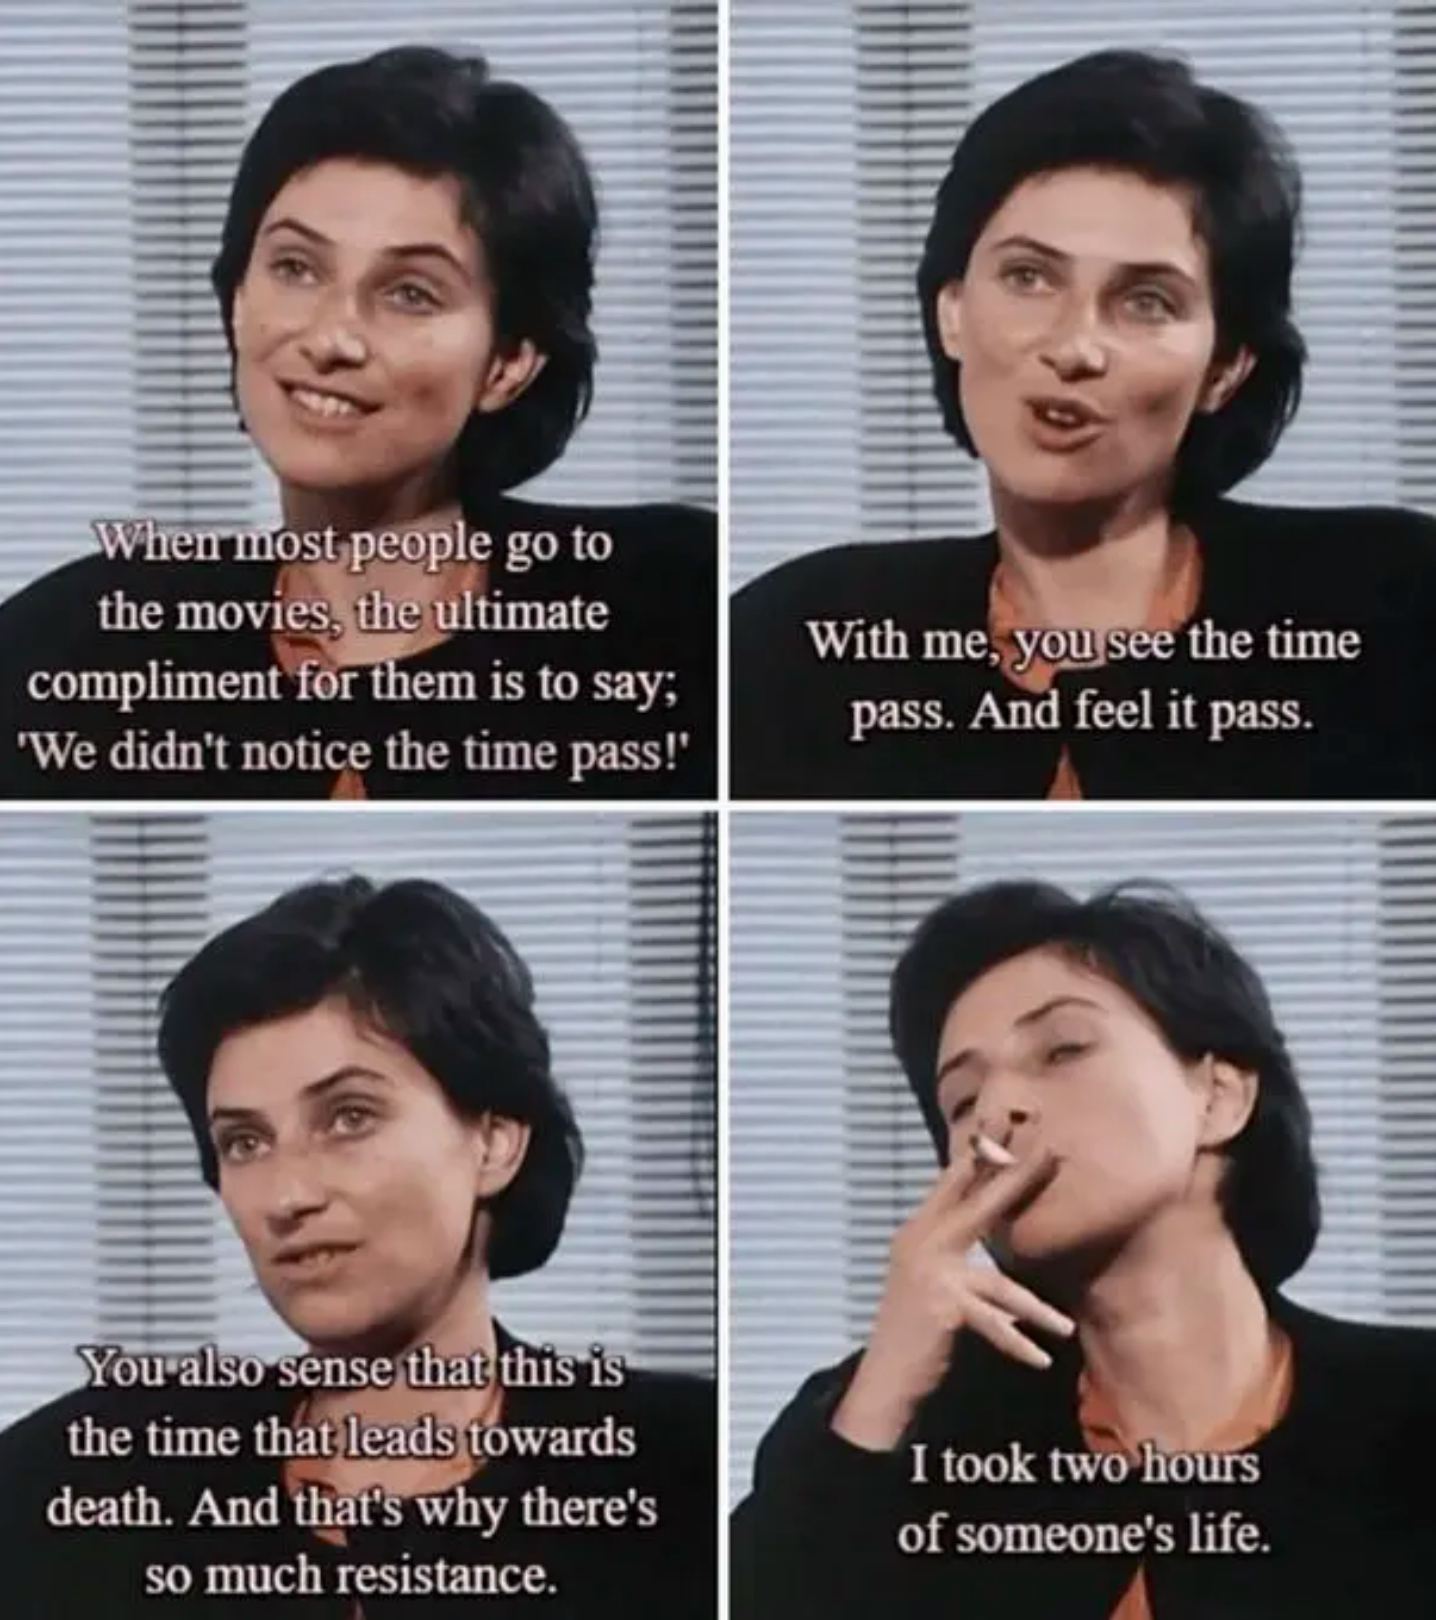 When most people go to
the movies, the ultimate
compliment for them is to say;
'We didn't notice the time pass!'
With me, you see the time
pass. And feel it pass.
You also sense that this is
the time that leads towards
death. And that's why there's
so much resistance.
I took two hours
of someone's life.